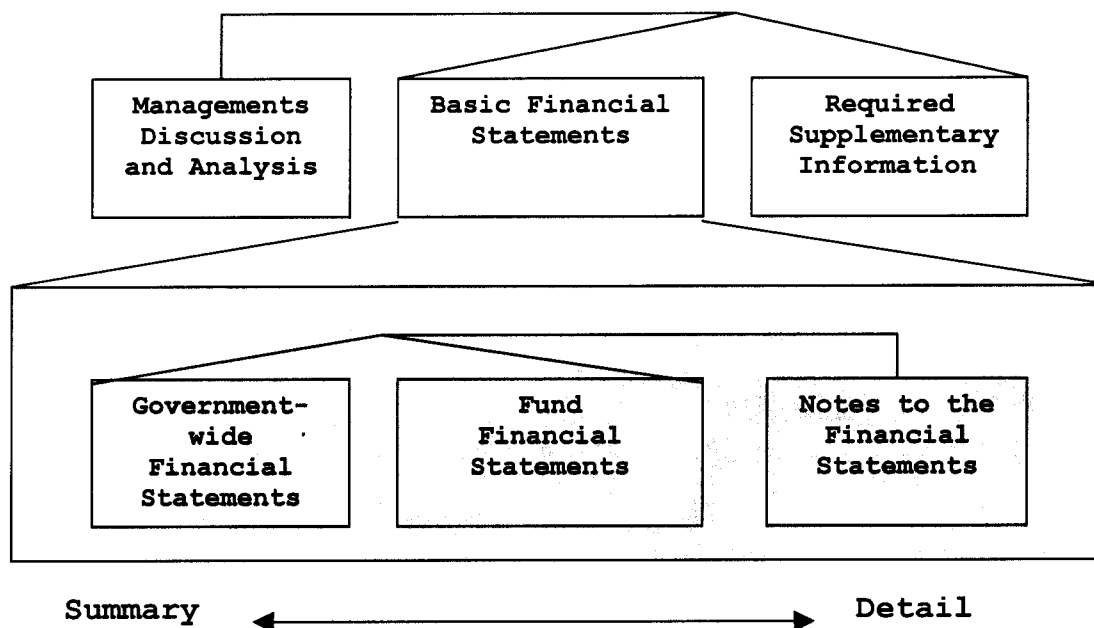 Managements
Discussion
and Analysis
Basic Financial
Statements
Required
Supplementary
Information
Government-
wide
Financial
Statements
Fund
Financial
Statements
Notes to the
Financial
Statements
Summary
Detail